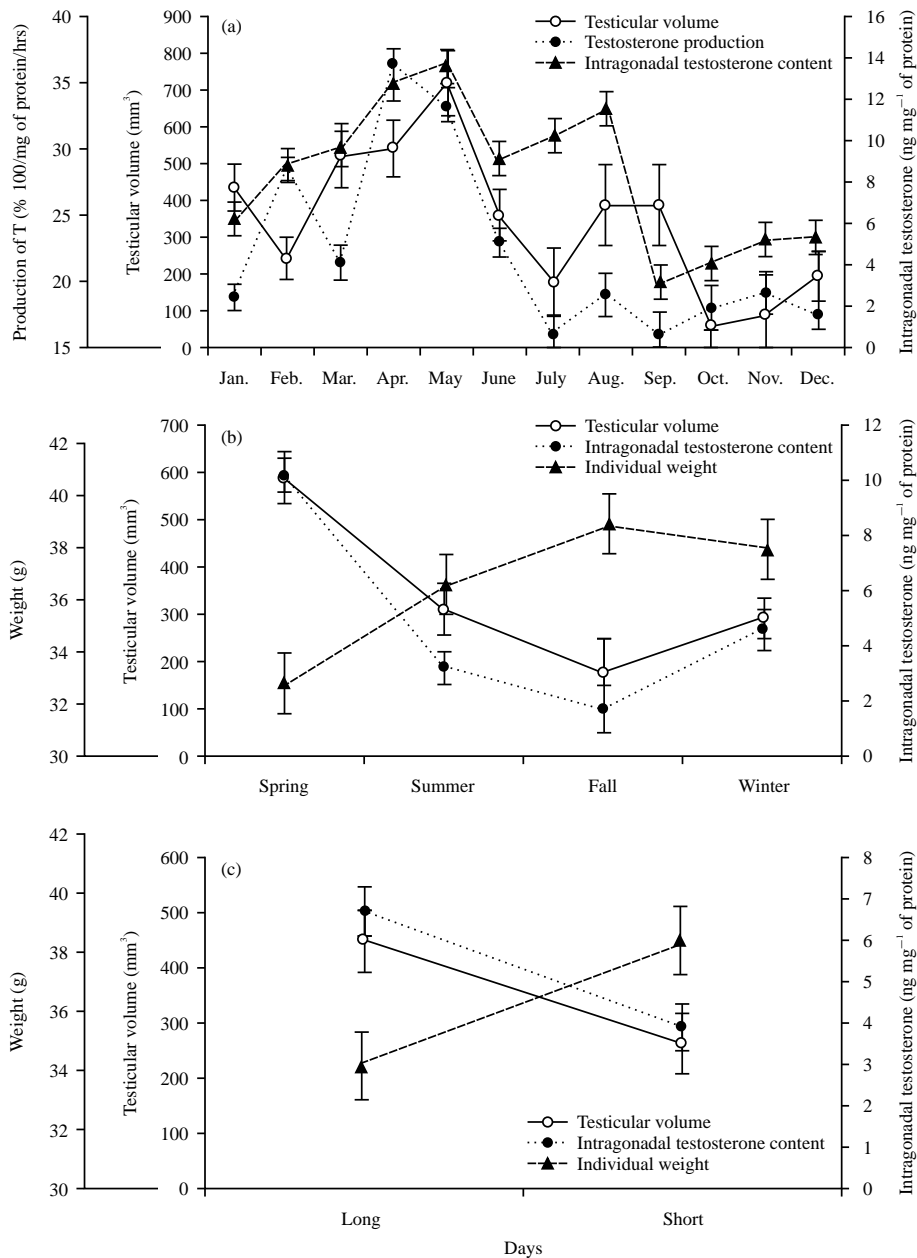 40
35
30
25
20
15
Production of T (% 100/mg of protein/hrs)
900
800
700
600
500
400
300
200
100
0
Testicular volume (mm³)
(a)
Testicular volume
Testosterone production
Intragonadal testosterone content
16
14
12
10
8
6
4
2
0
Intragonadal testosterone (ng mg⁻¹ of protein)
Jan. Feb. Mar. Apr. May June July Aug. Sep. Oct. Nov. Dec.
42
40
38
36
34
32
30
Weight (g)
700
600
500
400
300
200
100
0
Testicular volume (mm³)
(b)
Testicular volume
Intragonadal testosterone content
Individual weight
12
10
8
6
4
2
0
Intragonadal testosterone (ng mg⁻¹ of protein)
Spring Summer Fall Winter
42
40
38
36
34
32
30
Weight (g)
600
500
400
300
200
100
0
Testicular volume (mm³)
(c)
Testicular volume
Intragonadal testosterone content
Individual weight
8
7
6
5
4
3
2
1
0
Intragonadal testosterone (ng mg⁻¹ of protein)
Long Short
Days